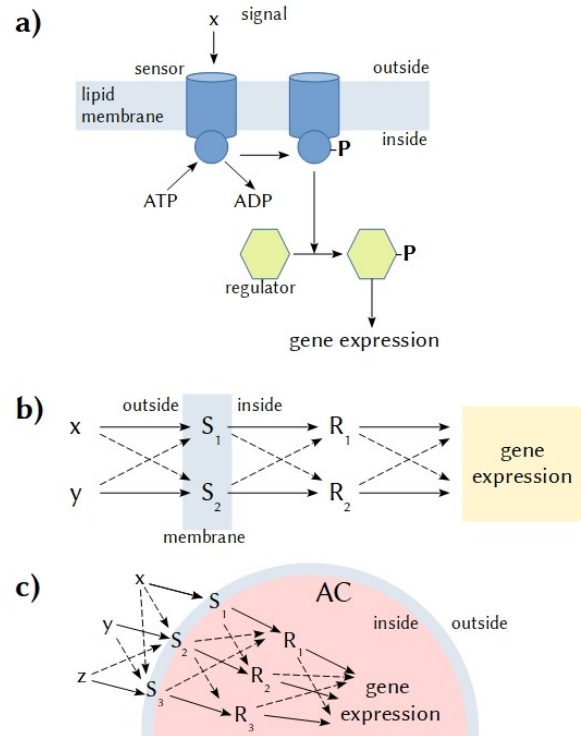 a)
x signal
sensor outside
lipid
membrane
inside
P
ATP ADP
P
regulator
gene expression
b)
outside inside
x S1 R1
gene
expression
y S2 R2
membrane
c)
x
S1 AC
y inside outside
S2 R1
z R2
S3 gene
R3 expression